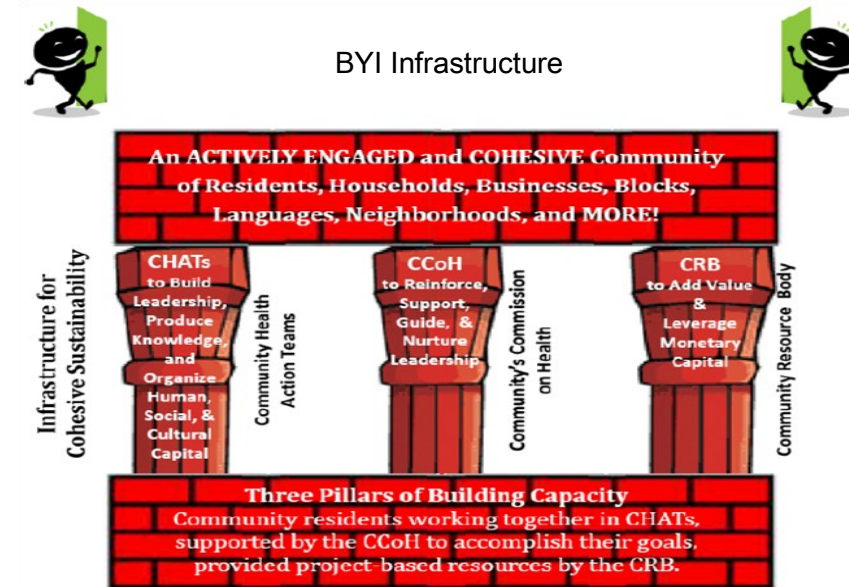 BYI Infrastructure
An ACTIVELY ENGAGED and COHESIVE Community
of Residents, Households, Businesses, Blocks,
Languages, Neighborhoods, and MORE!
Infrastructure for
Cohesive Sustainability
CHATs
to Build
Leadership,
Produce
Knowledge,
and
Organize
Human,
Social, &
Cultural
Capital
Community Health
Action Teams
CCoH
to Reinforce,
Support,
Guide, &
Nurture
Leadership
Community's Commission
on Health
CRB
to Add Value
&
Leverage
Monetary
Capital
Community Resource Body
Three Pillars of Building Capacity
Community residents working together in CHATs,
supported by the CCoH to accomplish their goals,
provided project-based resources by the CRB.